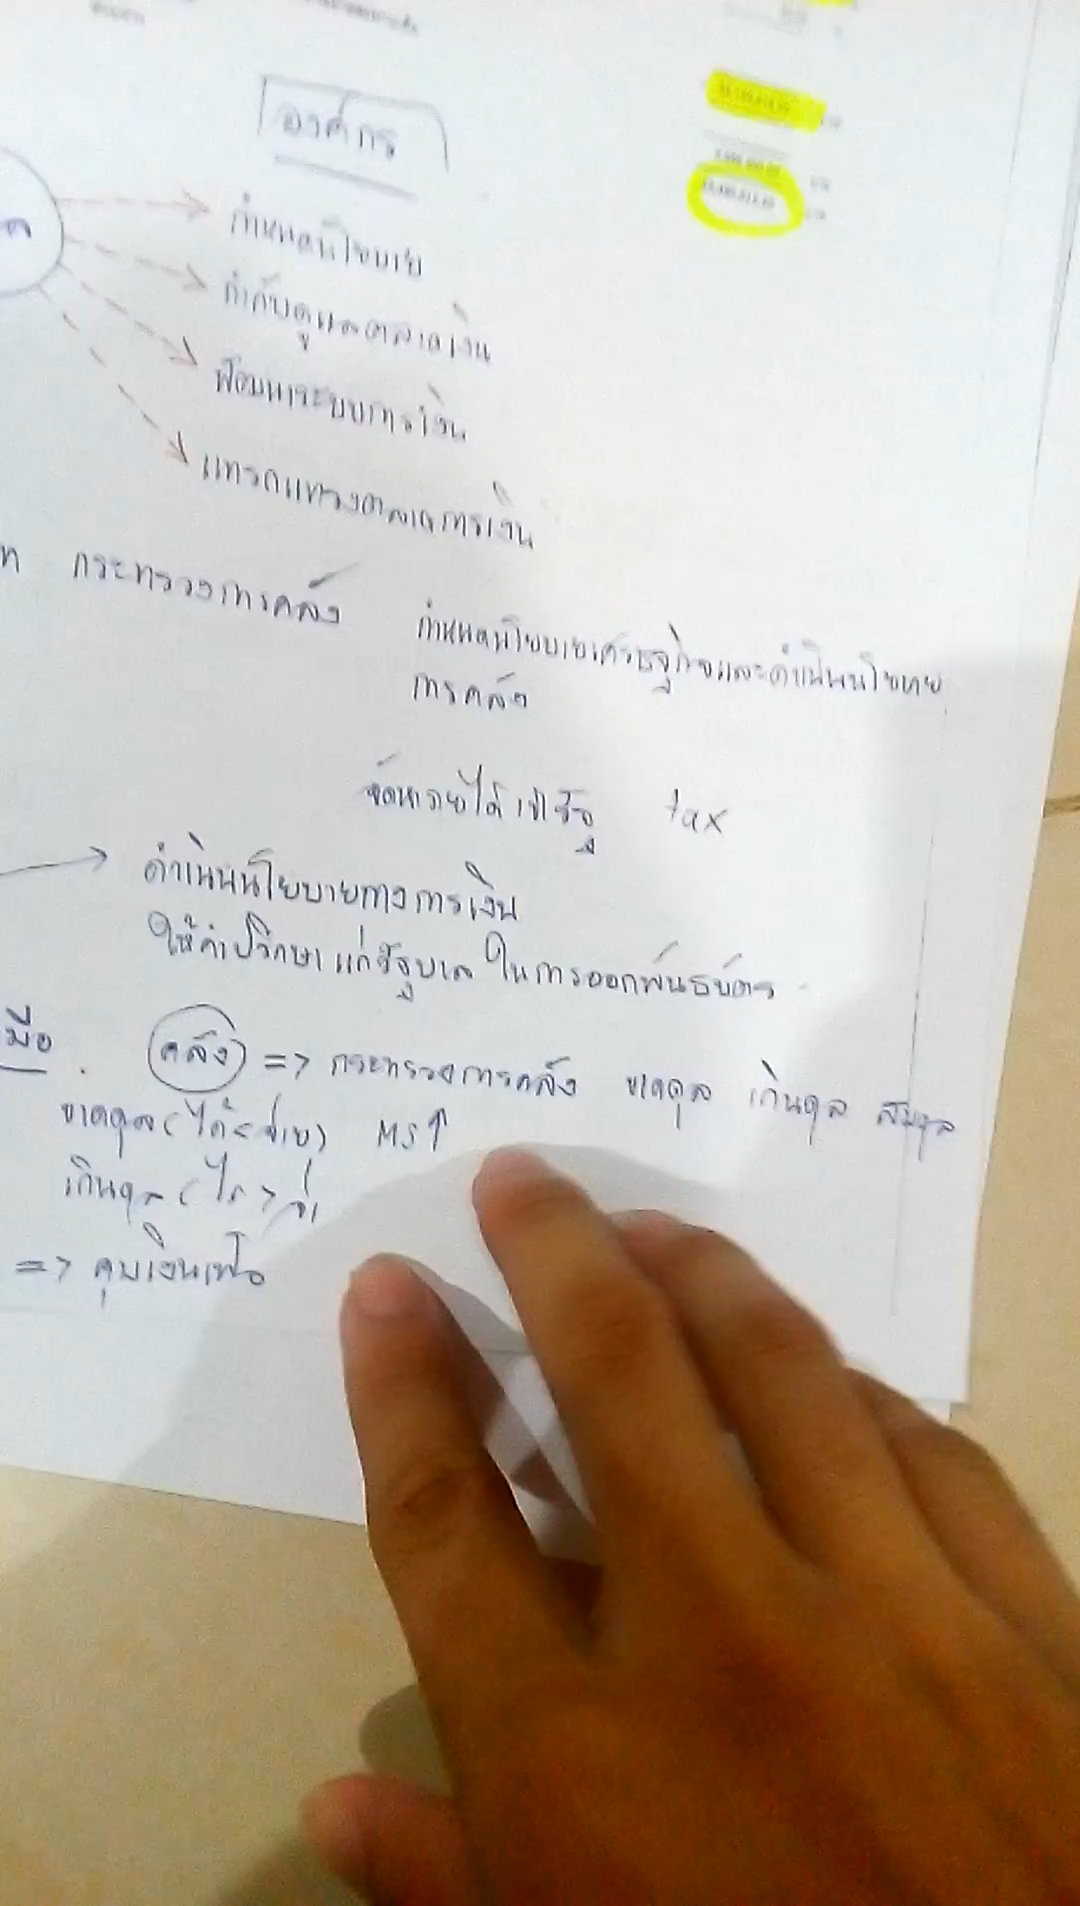 องค์กร
กำหนดนโยบาย
กำกับดูแลตลาดเงิน
พัฒนาระบบการเงิน
แทรกแทรงตลาดการเงิน
กระทรวงการคลัง กำหนดนโยบายเศรษฐกิจและดำเนินนโยบาย
การคลัง
จัดหารายได้เข้ารัฐ tax
ดำเนินนโยบายทางการเงิน
ให้คำปรึกษาแก่รัฐบาล ในการออกพันธบัตร
มือ คลัง => กระทรวงการคลัง ขาดดุล เกินดุล สมดุล
ขาดดุล (ได้ < จ่าย) MS↑
เกินดุล (ได้ >
=> คุมเงินเฟ้อ